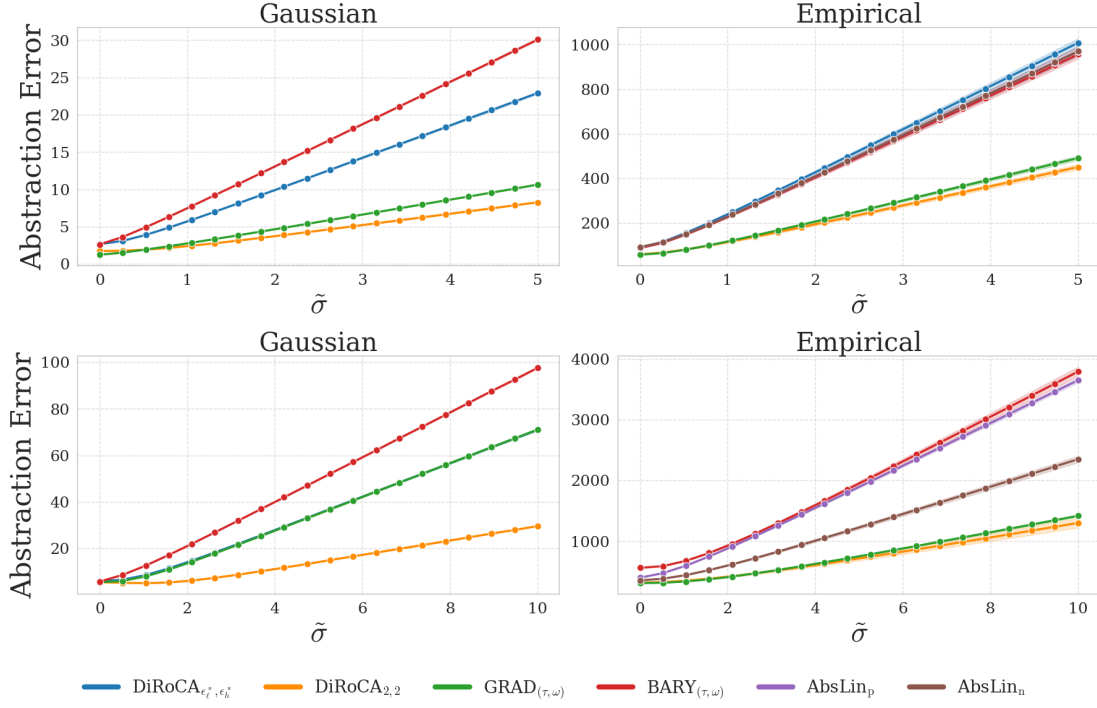 Gaussian
Empirical
Abstraction Error
30
25
20
15
10
5
0
0 1 2 3 4 5
σ̃
1000
800
600
400
200
0 1 2 3 4 5
σ̃
Gaussian
Empirical
Abstraction Error
100
80
60
40
20
0 2 4 6 8 10
σ̃
4000
3000
2000
1000
0 2 4 6 8 10
σ̃
DiRoCA_{ϵ_ℓ^*, ϵ_h^*} DiRoCA_{2,2} GRAD_{(τ,ω)} BARY_{(τ,ω)} AbsLin_p AbsLin_n